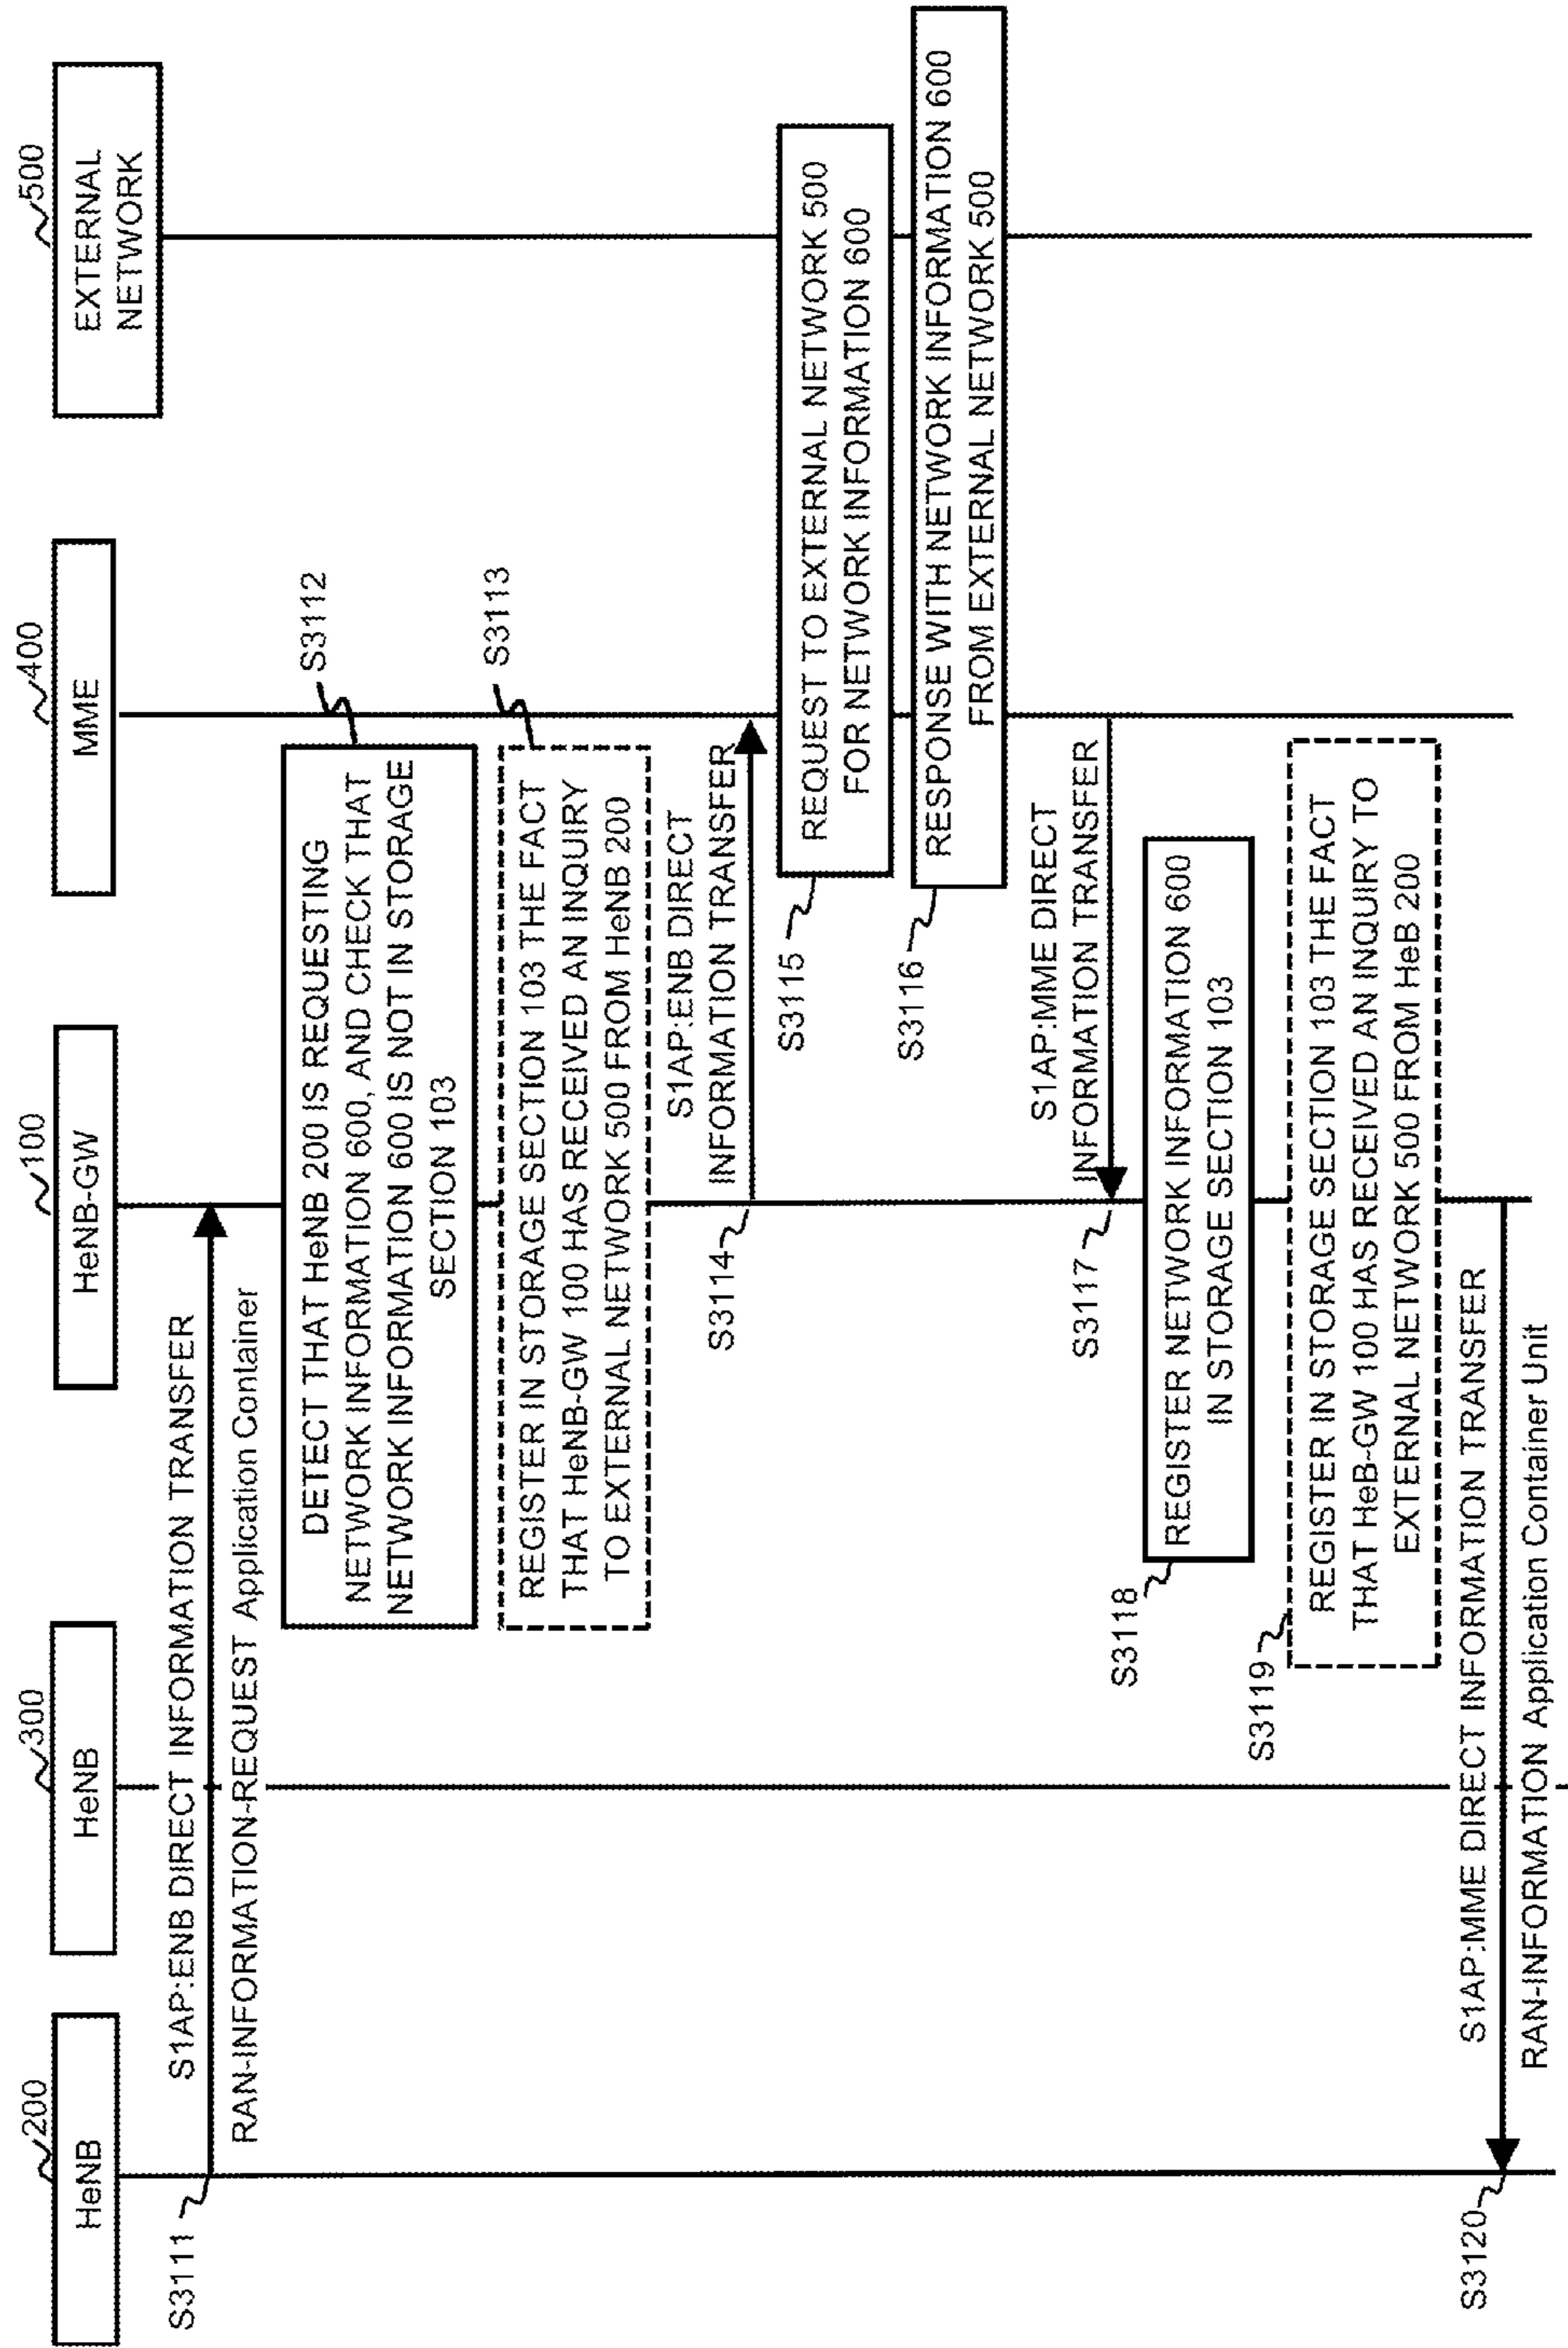 200
HeNB
300
HeNB
100
HeNB-GW
400
MME
500
EXTERNAL
NETWORK
S3111
S1AP:ENB DIRECT INFORMATION TRANSFER
RAN-INFORMATION-REQUEST Application Container
S3112
DETECT THAT HeNB 200 IS REQUESTING
NETWORK INFORMATION 600, AND CHECK THAT
NETWORK INFORMATION 600 IS NOT IN STORAGE
SECTION 103
S3113
REGISTER IN STORAGE SECTION 103 THE FACT
THAT HeNB-GW 100 HAS RECEIVED AN INQUIRY
TO EXTERNAL NETWORK 500 FROM HeNB 200
S1AP:ENB DIRECT
INFORMATION TRANSFER
S3114
S3115
REQUEST TO EXTERNAL NETWORK 500
FOR NETWORK INFORMATION 600
S3116
RESPONSE WITH NETWORK INFORMATION 600
FROM EXTERNAL NETWORK 500
S1AP:MME DIRECT
INFORMATION TRANSFER
S3117
S3118
REGISTER NETWORK INFORMATION 600
IN STORAGE SECTION 103
S3119
REGISTER IN STORAGE SECTION 103 THE FACT
THAT HeB-GW 100 HAS RECEIVED AN INQUIRY TO
EXTERNAL NETWORK 500 FROM HeB 200
S3120
S1AP:MME DIRECT INFORMATION TRANSFER
RAN-INFORMATION Application Container Unit